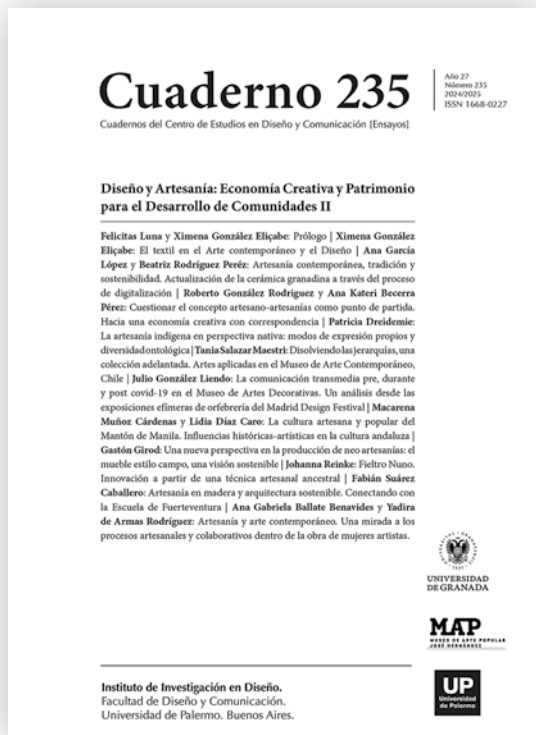 Cuaderno 235
Cuadernos del Centro de Estudios en Diseño y Comunicación [Ensayos]
Año 27
Número 235
2024/2025
ISSN 1668-0227
Diseño y Artesanía: Economía Creativa y Patrimonio
para el Desarrollo de Comunidades II
Felicitas Luna y Ximena González Eliçabe: Prólogo | Ximena González
Eliçabe: El textil en el Arte contemporáneo y el Diseño | Ana García
López y Beatriz Rodríguez Peréz: Artesanía contemporánea, tradición y
sostenibilidad. Actualización de la cerámica granadina a través del proceso
de digitalización | Roberto González Rodríguez y Ana Kateri Becerra
Pérez: Cuestionar el concepto artesano-artesanías como punto de partida.
Hacia una economía creativa con correspondencia | Patricia Dreidemie:
La artesanía indígena en perspectiva nativa: modos de expresión propios y
diversidad ontológica | Tania Salazar Maestri: Disolviendo las jerarquías, una
colección adelantada. Artes aplicadas en el Museo de Arte Contemporáneo,
Chile | Julio González Liendo: La comunicación transmedia pre, durante
y post covid-19 en el Museo de Artes Decorativas. Un análisis desde las
exposiciones efímeras de orfebrería del Madrid Design Festival | Macarena
Muñoz Cárdenas y Lidia Díaz Caro: La cultura artesana y popular del
Mantón de Manila. Influencias históricas-artísticas en la cultura andaluza |
Gastón Girod: Una nueva perspectiva en la producción de neo artesanías: el
mueble estilo campo, una visión sostenible | Johanna Reinke: Fieltro Nuno.
Innovación a partir de una técnica artesanal ancestral | Fabián Suárez
Caballero: Artesanía en madera y arquitectura sostenible. Conectando con
la Escuela de Fuerteventura | Ana Gabriela Ballate Benavides y Yadira
de Armas Rodríguez: Artesanía y arte contemporáneo. Una mirada a los
procesos artesanales y colaborativos dentro de la obra de mujeres artistas.
UNIVERSIDAD
DE GRANADA
MAP
MUSEO DE ARTE POPULAR
JOSÉ HERNÁNDEZ
UP
Universidad
de Palermo
Instituto de Investigación en Diseño.
Facultad de Diseño y Comunicación.
Universidad de Palermo. Buenos Aires.